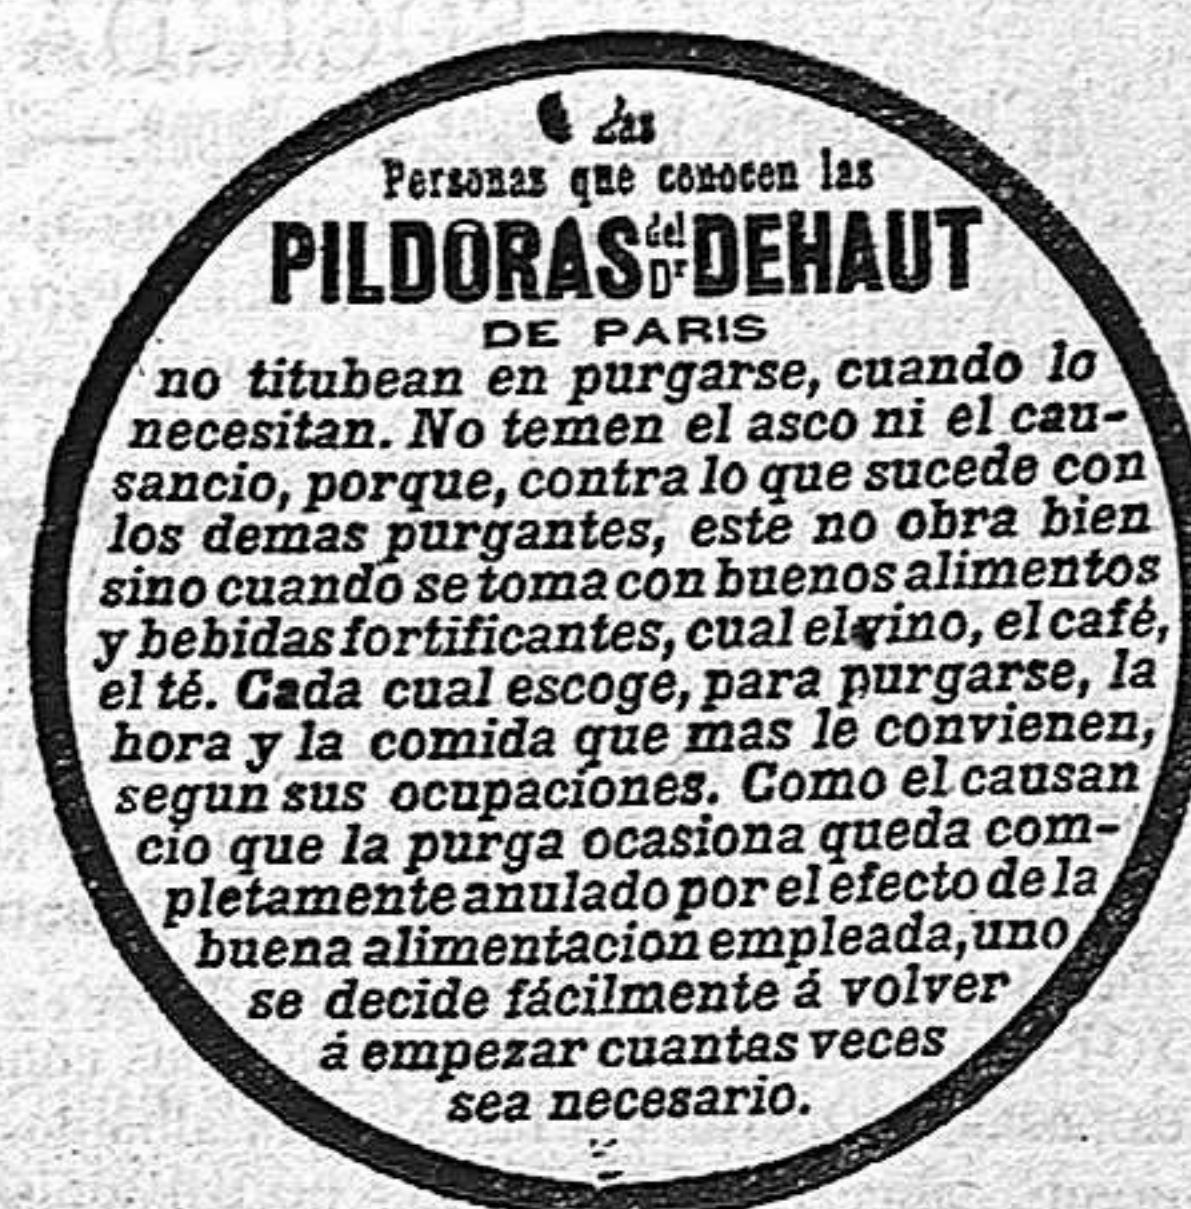 Las
Personas que conocen las
PILDORAS del Dr DEHAUT
DE PARIS
no titubean en purgarse, cuando lo
necesitan. No temen el asco ni el cau-
sancio, porque, contra lo que sucede con
los demas purgantes, este no obra bien
sino cuando se toma con buenos alimentos
y bebidas fortificantes, cual el vino, el café,
el té. Cada cual escoge, para purgarse, la
hora y la comida que mas le convienen,
segun sus ocupaciones. Como el causan
cio que la purga ocasiona queda com-
pletamente anulado por el efecto de la
buena alimentacion empleada, uno
se decide fácilmente á volver
á empezar cuantas veces
sea necesario.